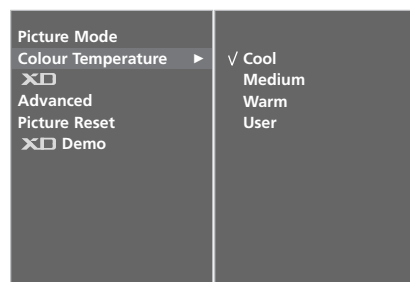 Picture Mode
Colour Temperature ►
XD
Advanced
Picture Reset
XD Demo
√ Cool
Medium
Warm
User